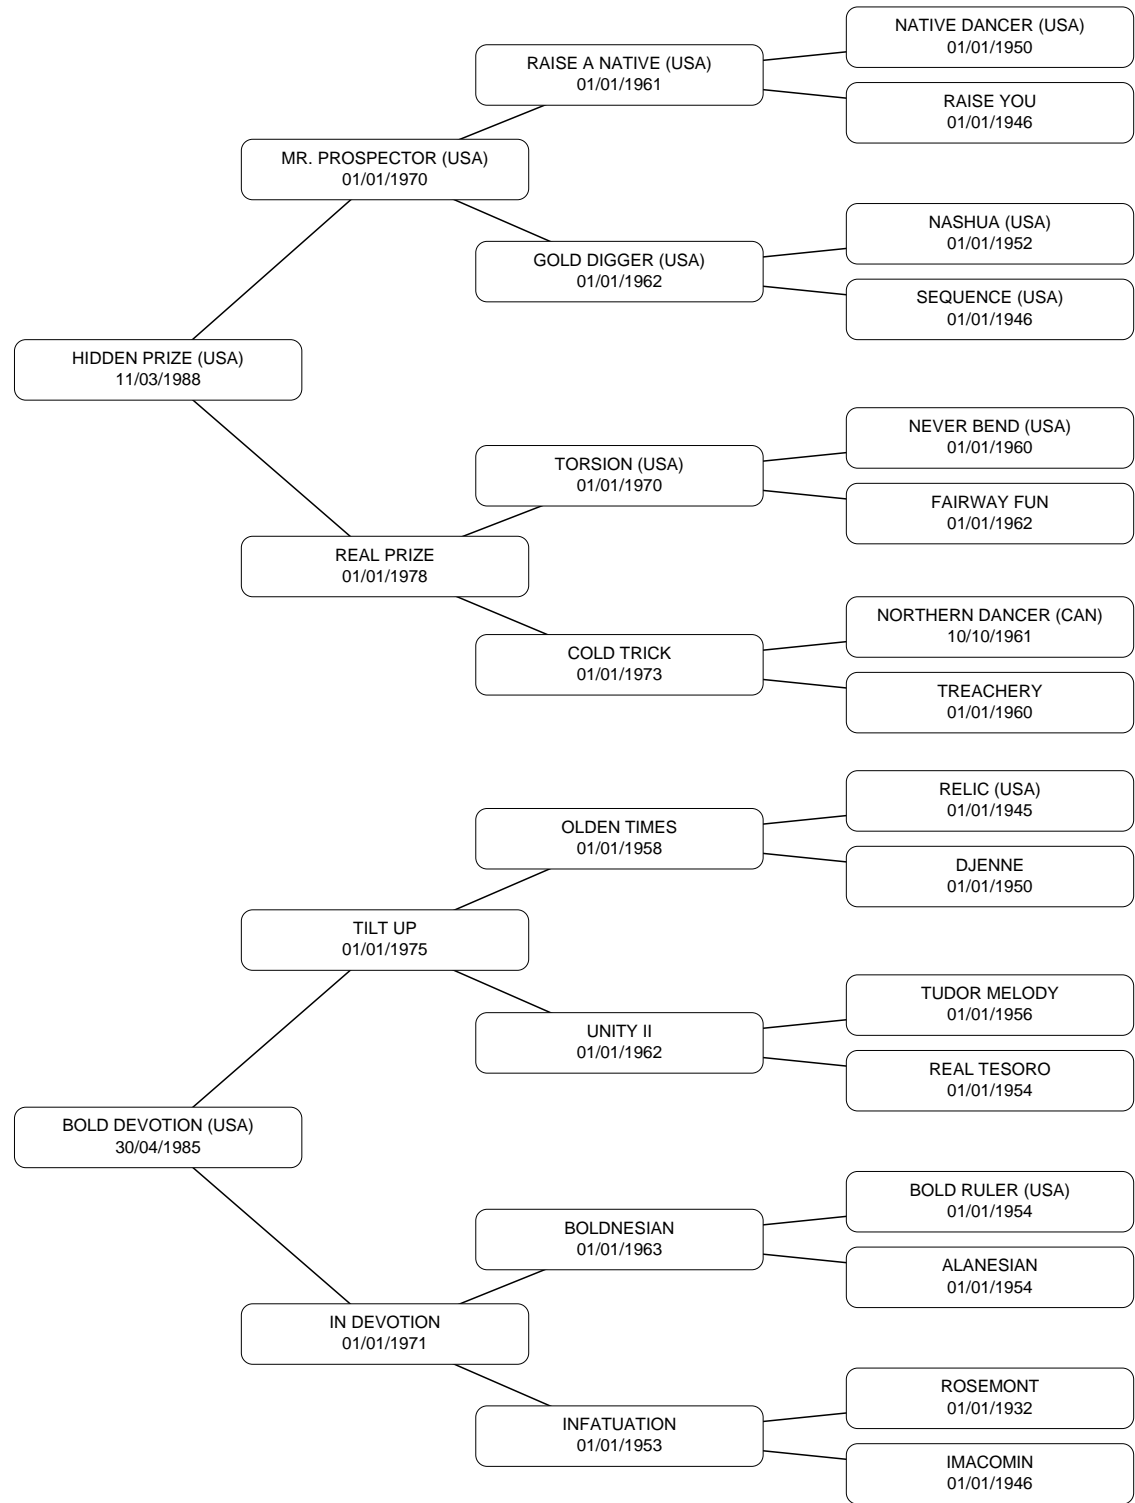 NATIVE DANCER (USA)
01/01/1950
RAISE A NATIVE (USA)
01/01/1961
RAISE YOU
01/01/1946
MR. PROSPECTOR (USA)
01/01/1970
NASHUA (USA)
01/01/1952
GOLD DIGGER (USA)
01/01/1962
SEQUENCE (USA)
01/01/1946
HIDDEN PRIZE (USA)
11/03/1988
NEVER BEND (USA)
01/01/1960
TORSION (USA)
01/01/1970
FAIRWAY FUN
01/01/1962
REAL PRIZE
01/01/1978
NORTHERN DANCER (CAN)
10/10/1961
COLD TRICK
01/01/1973
TREACHERY
01/01/1960
RELIC (USA)
01/01/1945
OLDEN TIMES
01/01/1958
DJENNE
01/01/1950
TILT UP
01/01/1975
TUDOR MELODY
01/01/1956
UNITY II
01/01/1962
REAL TESORO
01/01/1954
BOLD DEVOTION (USA)
30/04/1985
BOLD RULER (USA)
01/01/1954
BOLDNESIAN
01/01/1963
ALANESIAN
01/01/1954
IN DEVOTION
01/01/1971
ROSEMONT
01/01/1932
INFATUATION
01/01/1953
IMACOMIN
01/01/1946